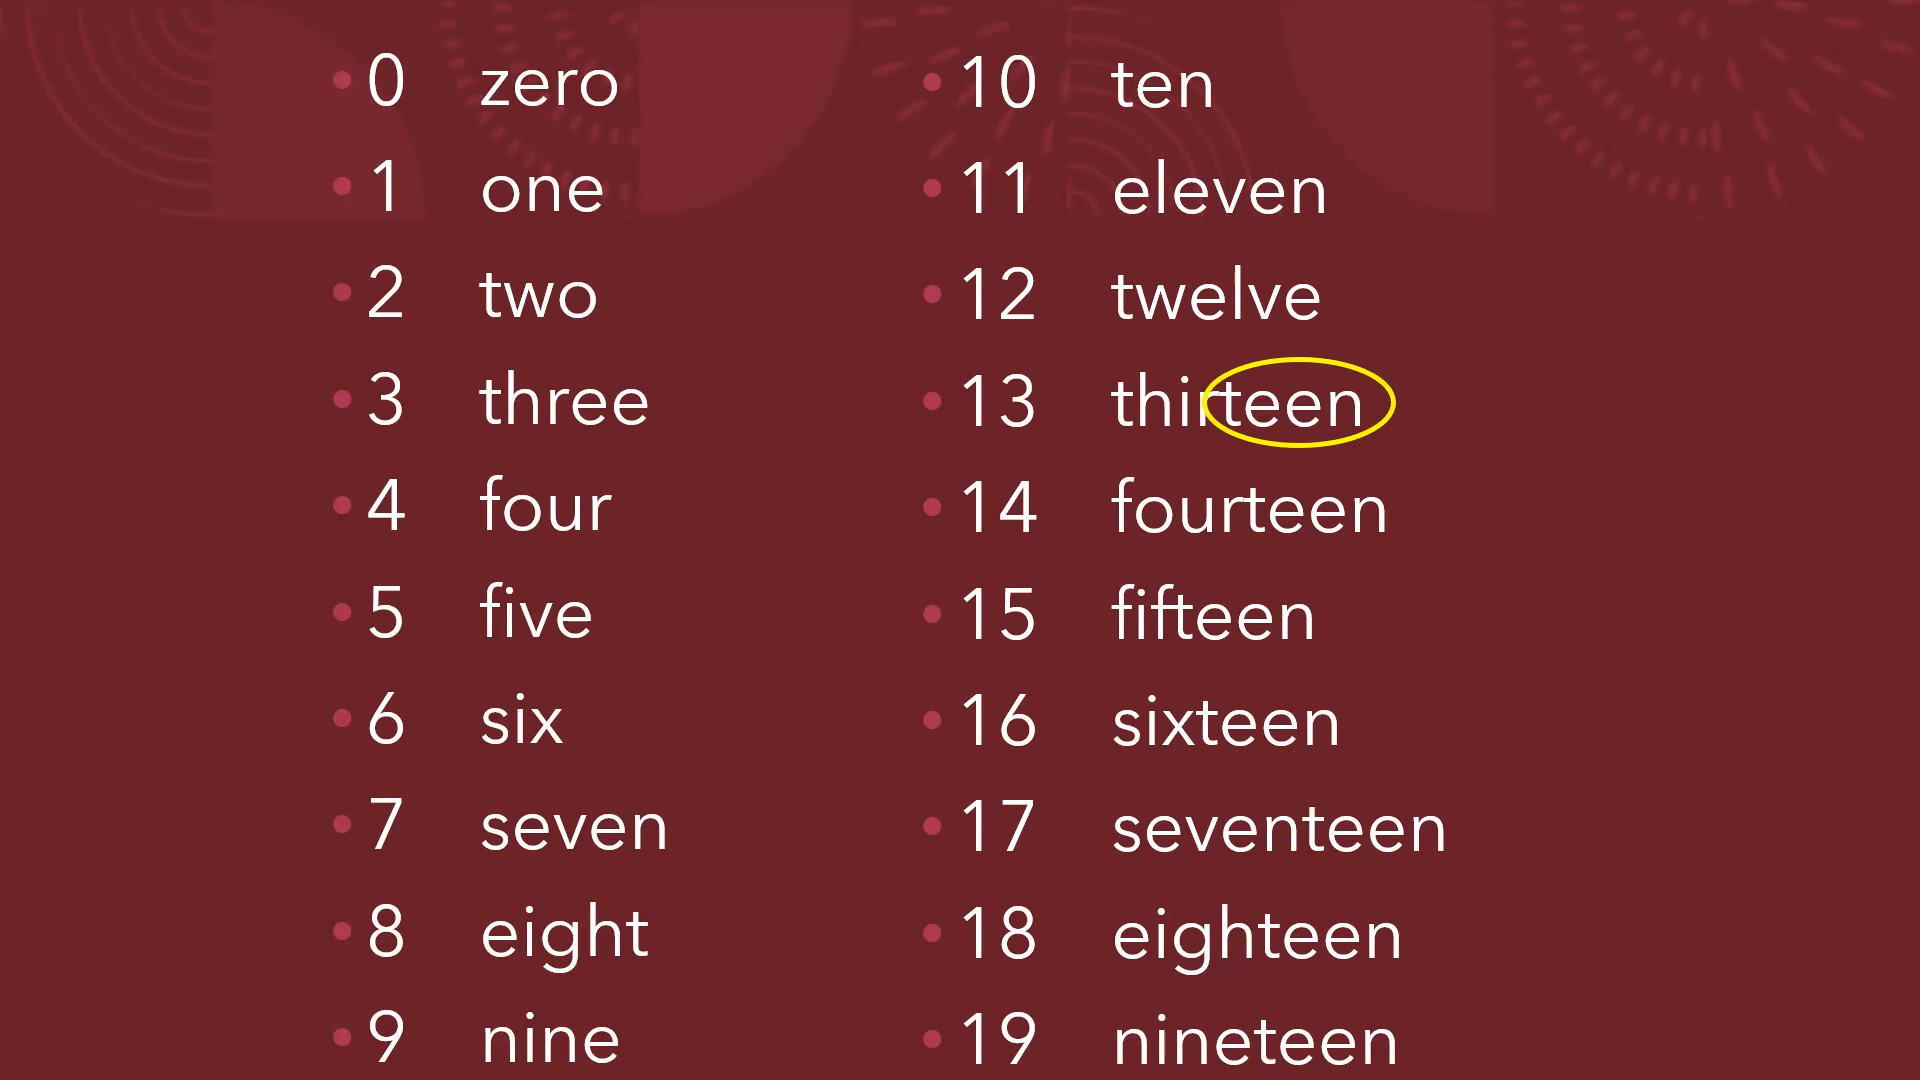 0 zero
1 one
2 two
3 three
4 four
5 five
6 six
7 seven
8 eight
9 nine
10 ten
11 eleven
12 twelve
13 thirteen
14 fourteen
15 fifteen
16 sixteen
17 seventeen
18 eighteen
19 nineteen